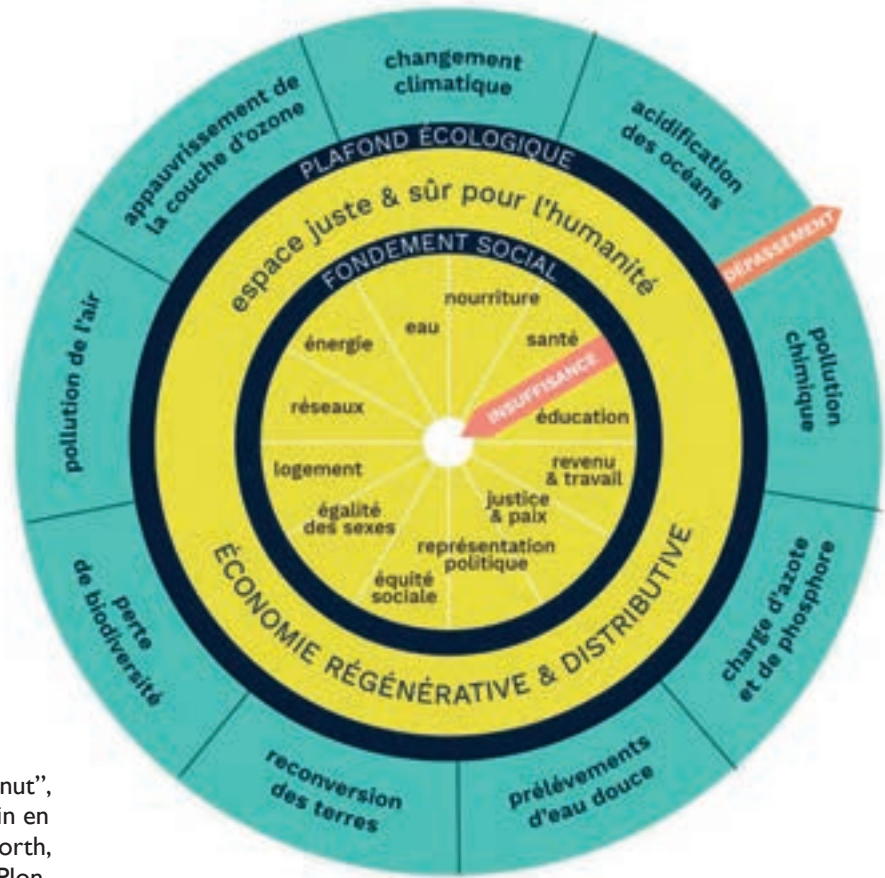 changement
climatique
acidification
des océans
DÉPASSEMENT
pollution
chimique
charge d'azote
et de phosphore
prélévements
d'eau douce
reconversion
des terres
perte
de biodiversité
pollution de l'air
appauvrissement de
la couche d'ozone
PLAFOND ÉCOLOGIQUE
espace juste & sûr pour l'humanité
FONDEMENT SOCIAL
nourriture
santé
INSUFFISANCE
éducation
revenu
& travail
justice
& paix
représentation
politique
équité
sociale
égalité
des sexes
logement
réseaux
énergie
eau
ÉCONOMIE RÉGÉNÉRATIVE & DISTRIBUTIVE
nut”,
in en
orth,
Plon